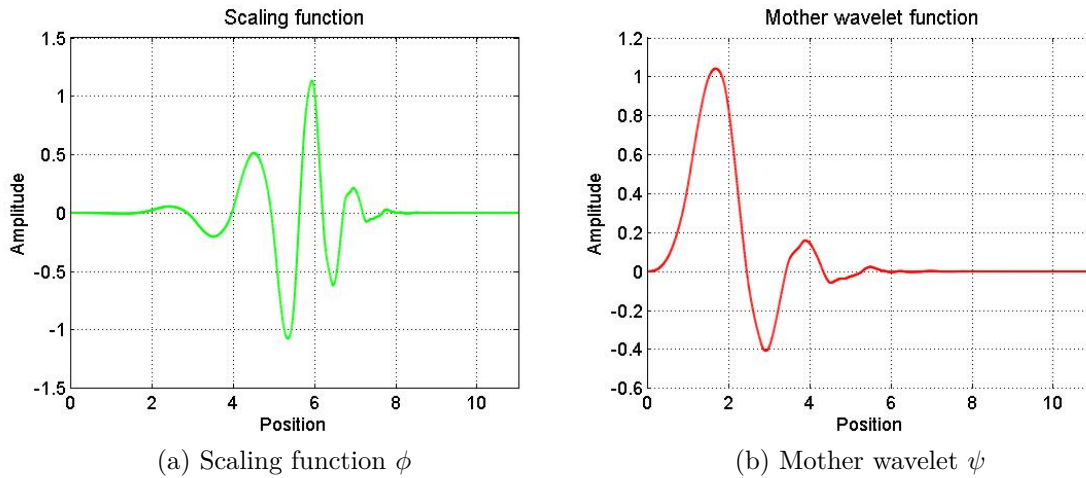 Scaling function
1.5
1
0.5
0
-0.5
-1
-1.5
Amplitude
0 2 4 6 8 10
Position
(a) Scaling function ϕ
Mother wavelet function
1.2
1
0.8
0.6
0.4
0.2
0
-0.2
-0.4
-0.6
Amplitude
0 2 4 6 8 10
Position
(b) Mother wavelet ψ